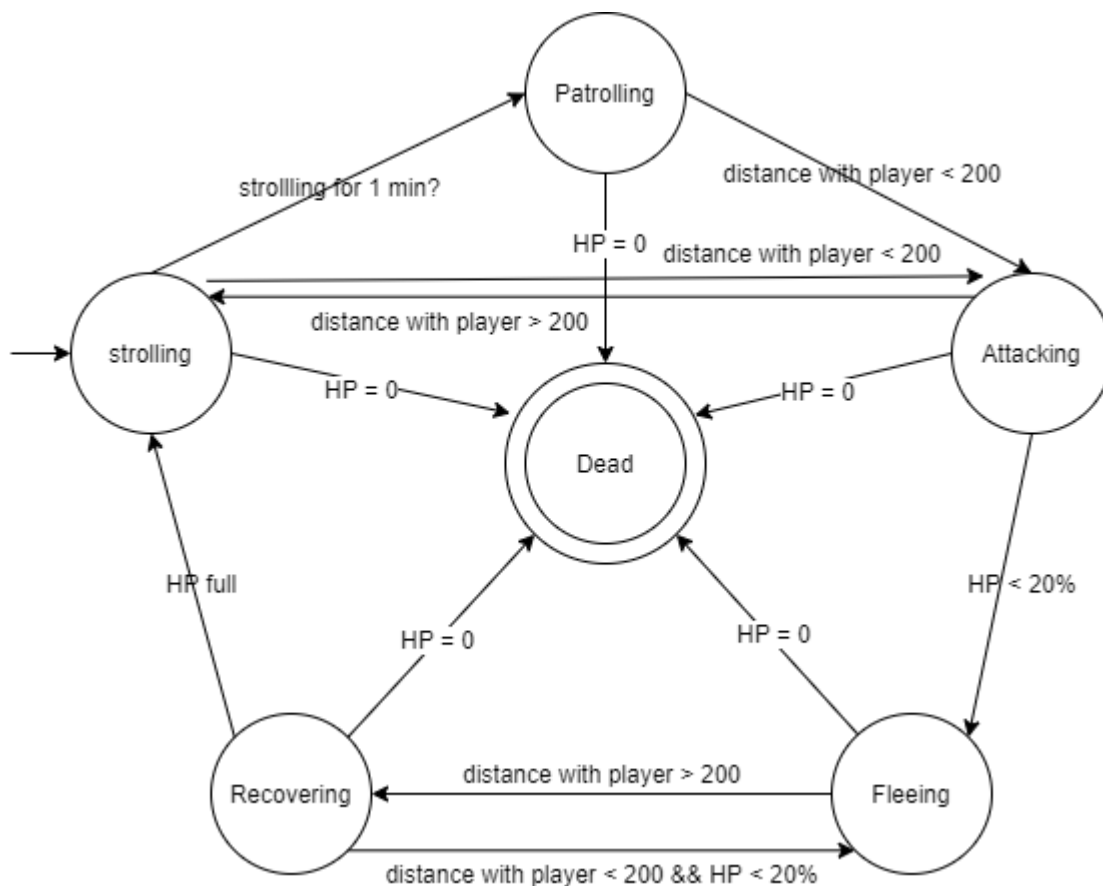 Patrolling
strollling for 1 min?
distance with player < 200
HP = 0
distance with player < 200
distance with player > 200
strolling
Attacking
HP = 0
HP = 0
Dead
HP full
HP < 20%
HP = 0
HP = 0
distance with player > 200
Recovering
Fleeing
distance with player < 200 && HP < 20%